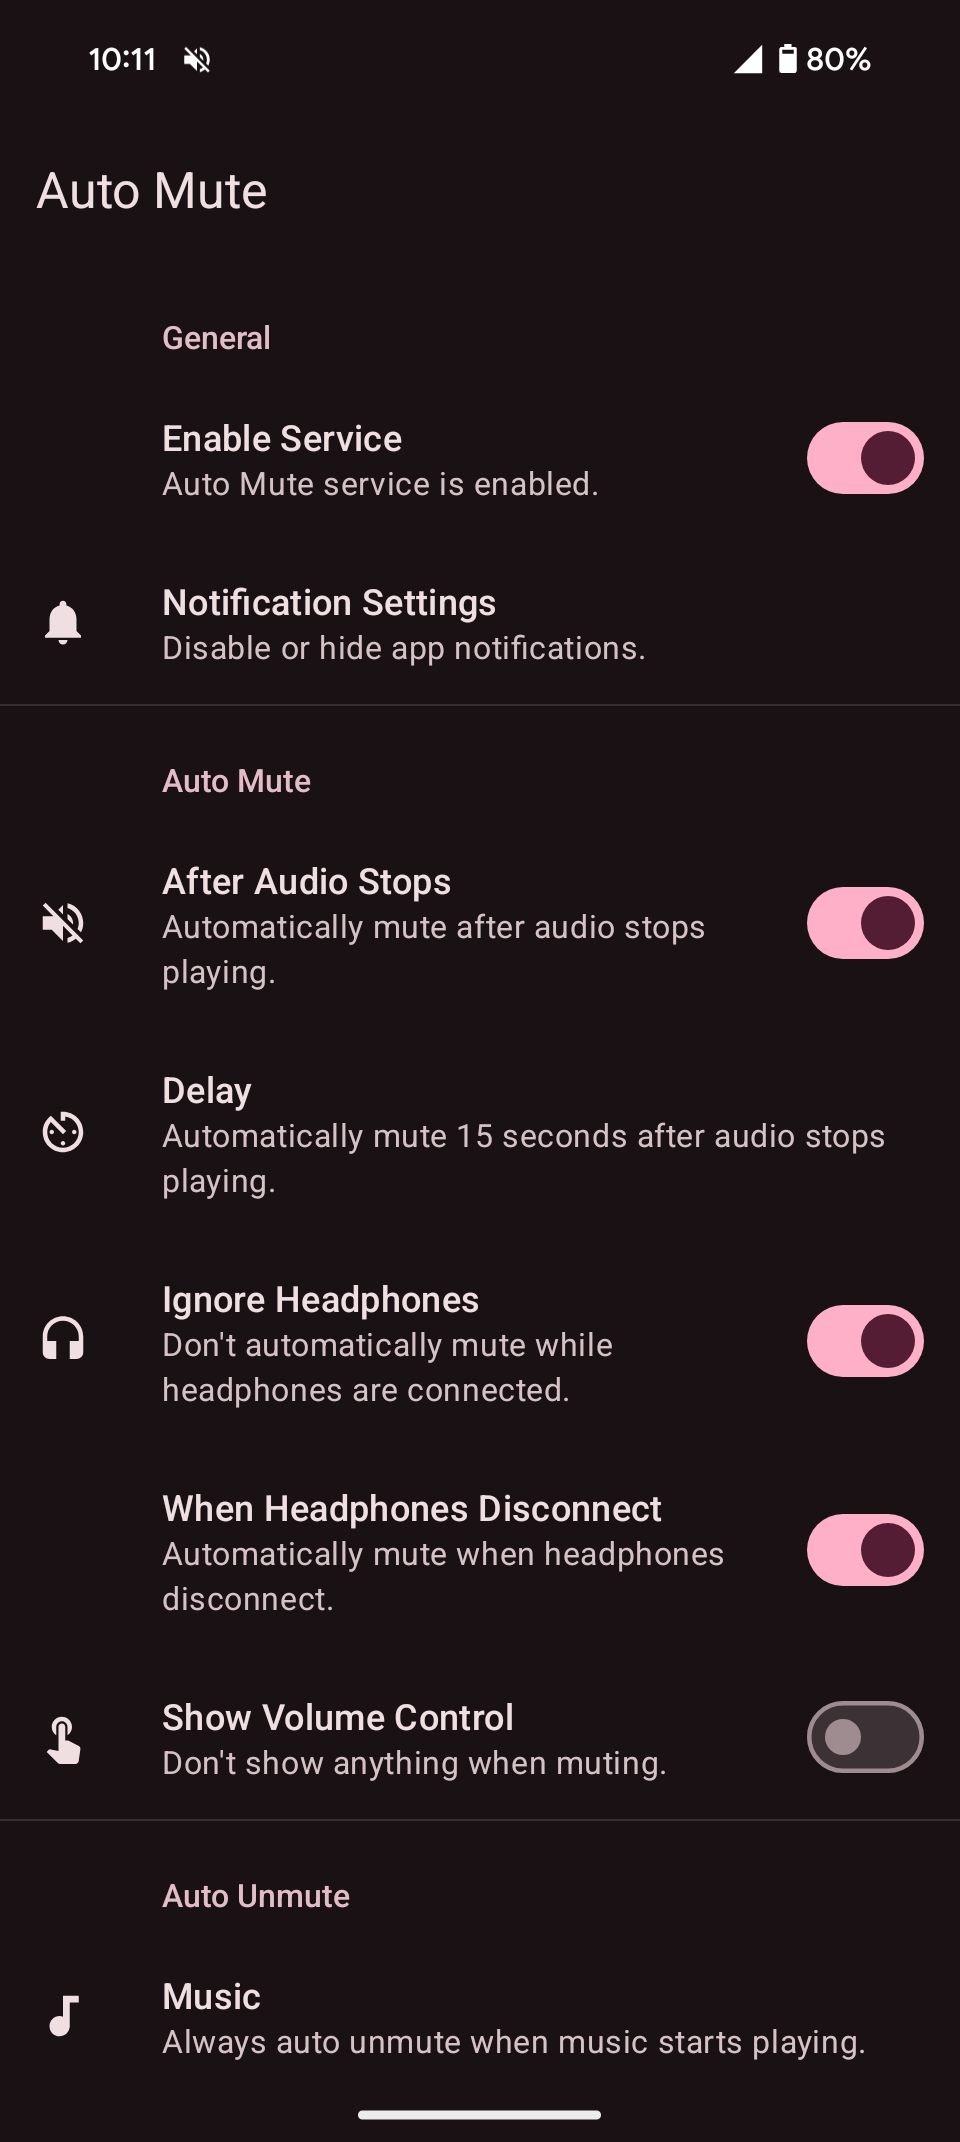 10:11
80%
Auto Mute
General
Enable Service
Auto Mute service is enabled.
Notification Settings
Disable or hide app notifications.
Auto Mute
After Audio Stops
Automatically mute after audio stops
playing.
Delay
Automatically mute 15 seconds after audio stops
playing.
Ignore Headphones
Don't automatically mute while
headphones are connected.
When Headphones Disconnect
Automatically mute when headphones
disconnect.
Show Volume Control
Don't show anything when muting.
Auto Unmute
Music
Always auto unmute when music starts playing.